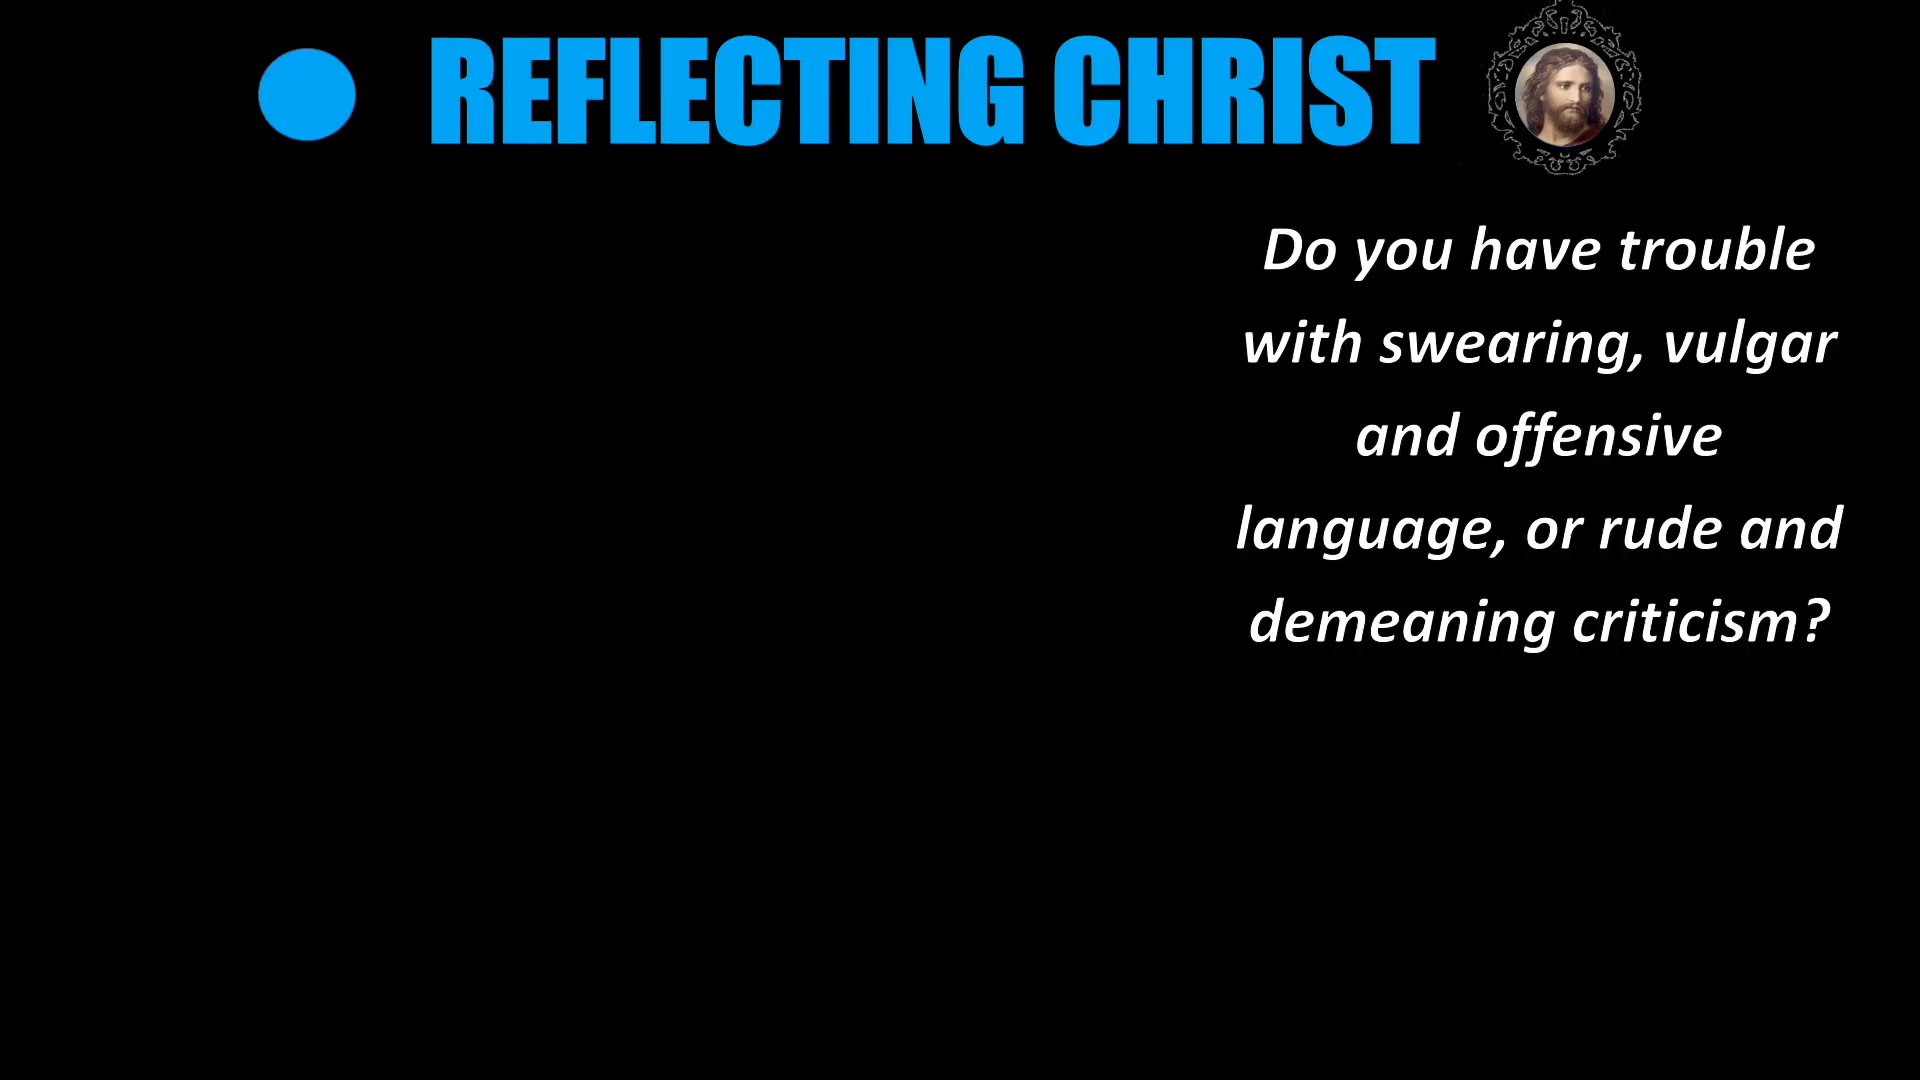 REFLECTING CHRIST
Do you have trouble
with swearing, vulgar
and offensive
language, or rude and
demeaning criticism?